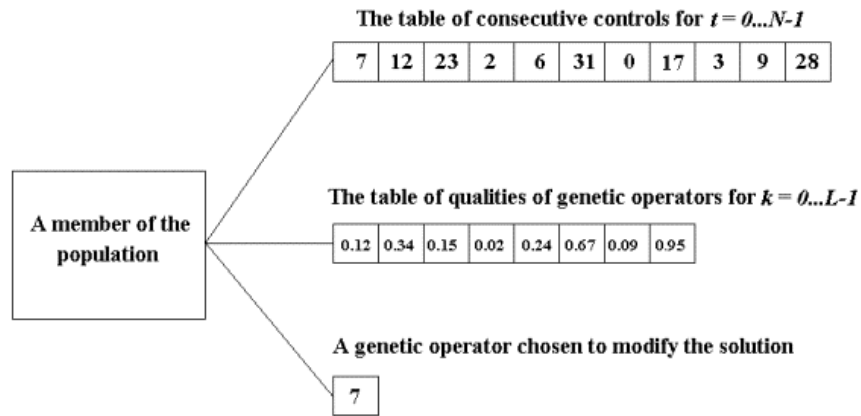 The table of consecutive controls for t = 0...N-1
7 12 23 2 6 31 0 17 3 9 28
The table of qualities of genetic operators for k = 0...L-1
A member of the
population
0.12 0.34 0.15 0.02 0.24 0.67 0.09 0.95
A genetic operator chosen to modify the solution
7